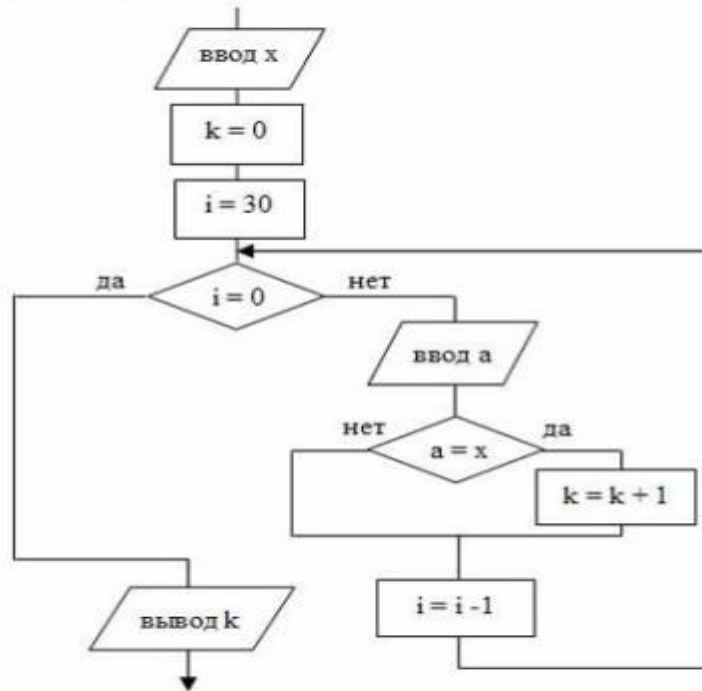 ввод x
k = 0
i = 30
да
i = 0
нет
ввод a
нет
a = x
да
k = k + 1
i = i -1
вывод k